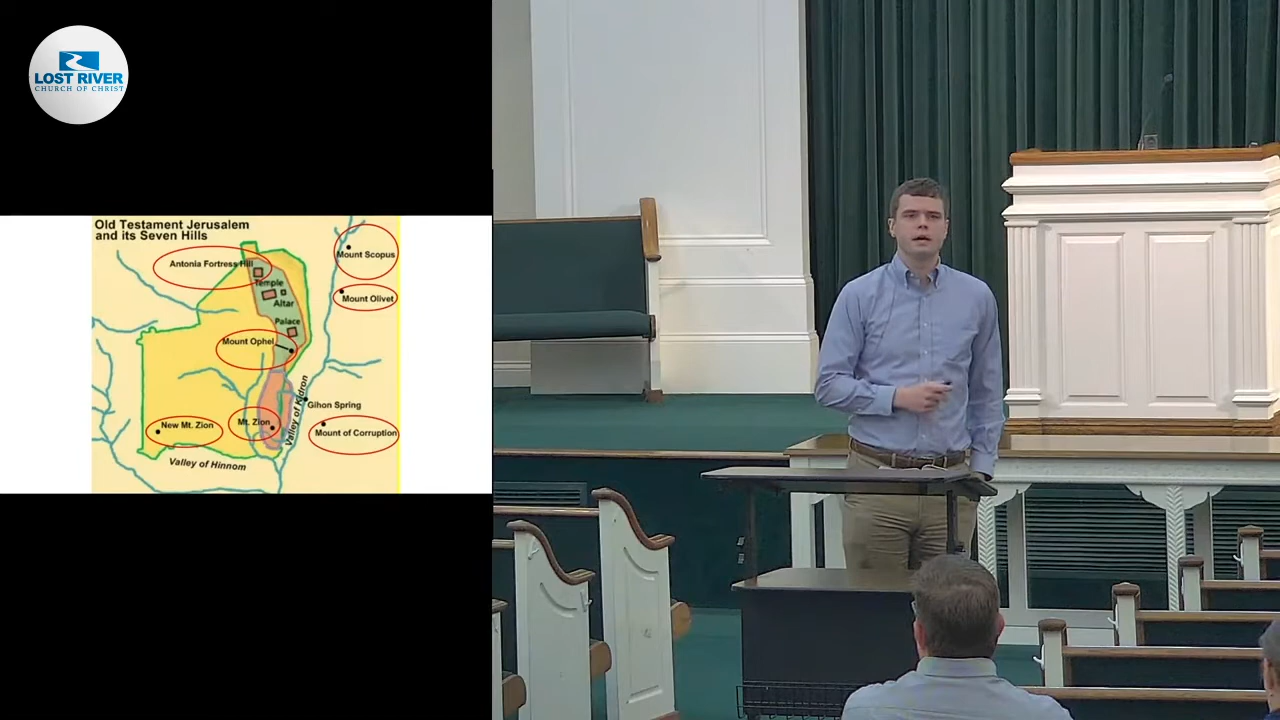 LOST RIVER
CHURCH OF CHRIST
Old Testament Jerusalem
and its Seven Hills
Antonia Fortress Hill
Mount Scopus
Temple
Mount Olivet
Altar
Palace
Mount Ophel
Valley of Kidron
Gihon Spring
New Mt. Zion
Mt. Zion
Mount of Corruption
Valley of Hinnom